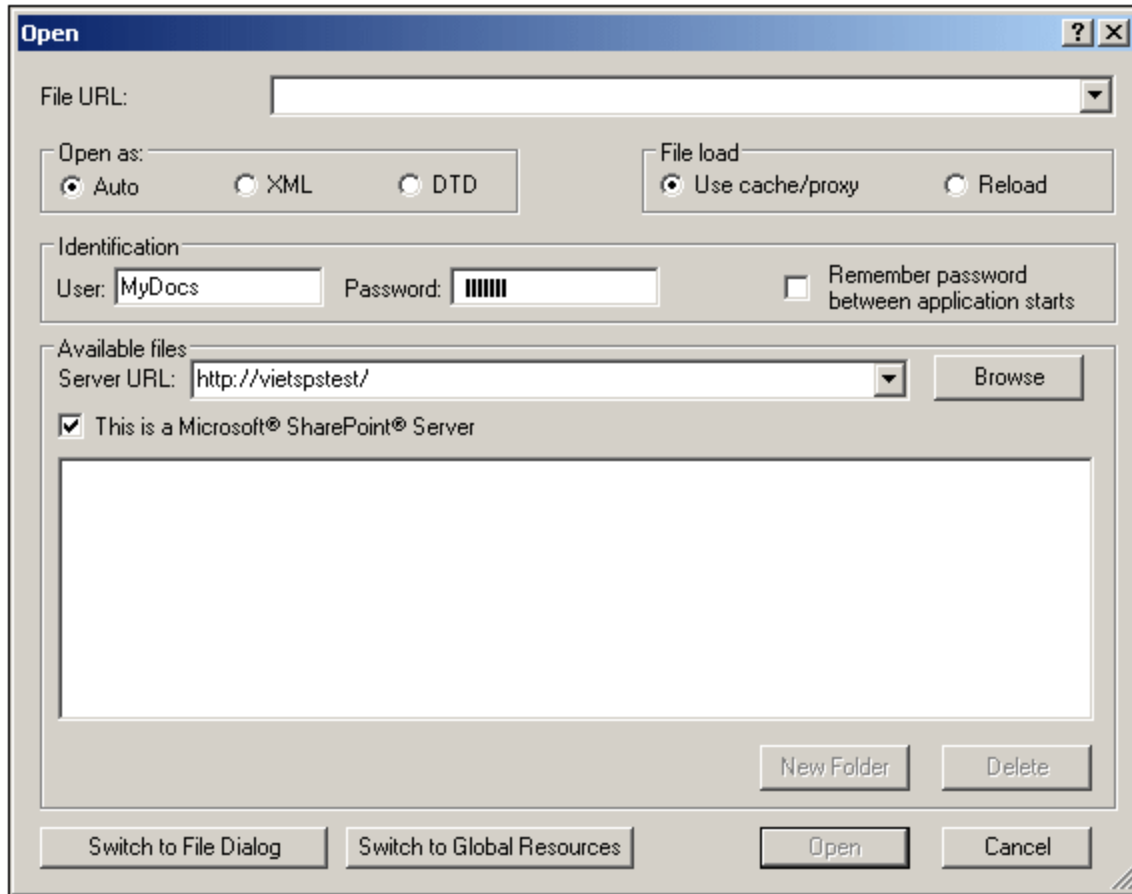 Open
File URL:
Open as:
Auto XML DTD
File load
Use cache/proxy Reload
Identification
User: MyDocs Password:
Remember password
between application starts
Available files
Server URL: http://vietspstest/ Browse
This is a Microsoft® SharePoint® Server
New Folder Delete
Switch to File Dialog Switch to Global Resources Open Cancel